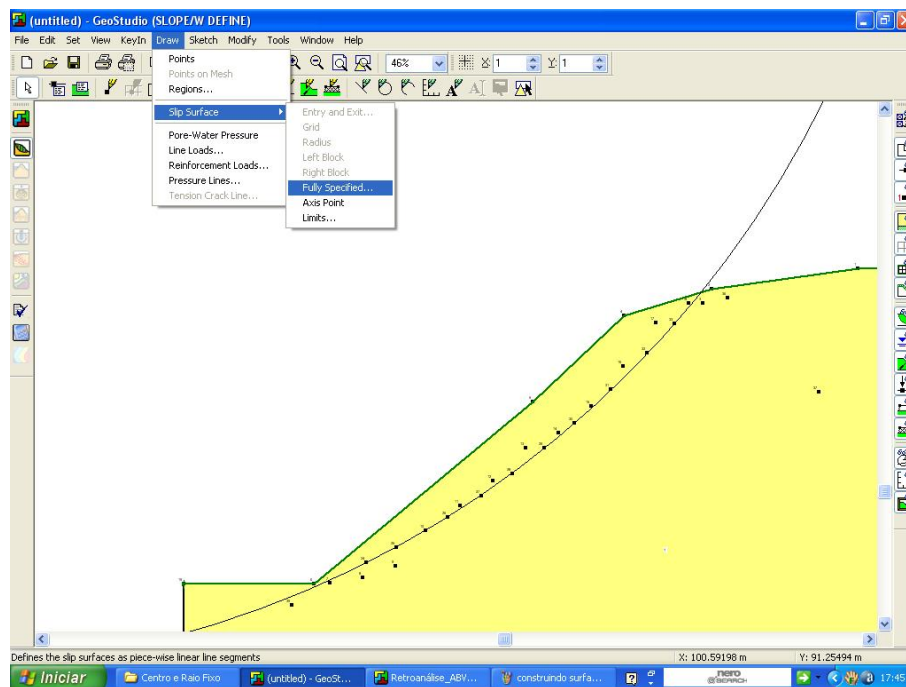 (untitled) - GeoStudio (SLOPE/W DEFINE)
File Edit Set View KeyIn Draw Sketch Modify Tools Window Help
46% 1 Y: 1
Points
Points on Mesh
Regions...
Slip Surface
Pore-Water Pressure
Line Loads...
Reinforcement Loads...
Pressure Lines...
Tension Crack Line...
Entry and Exit...
Grid
Radius
Left Block
Right Block
Fully Specified...
Axis Point
Limits...
Defines the slip surfaces as piece-wise linear line segments X: 100.59198 m Y: 91.25494 m
Iniciar Centro e Raio Fixo (untitled) - GeoSt... Retroanálise_ABV... construindo surfa... nero SEARCH 17:45